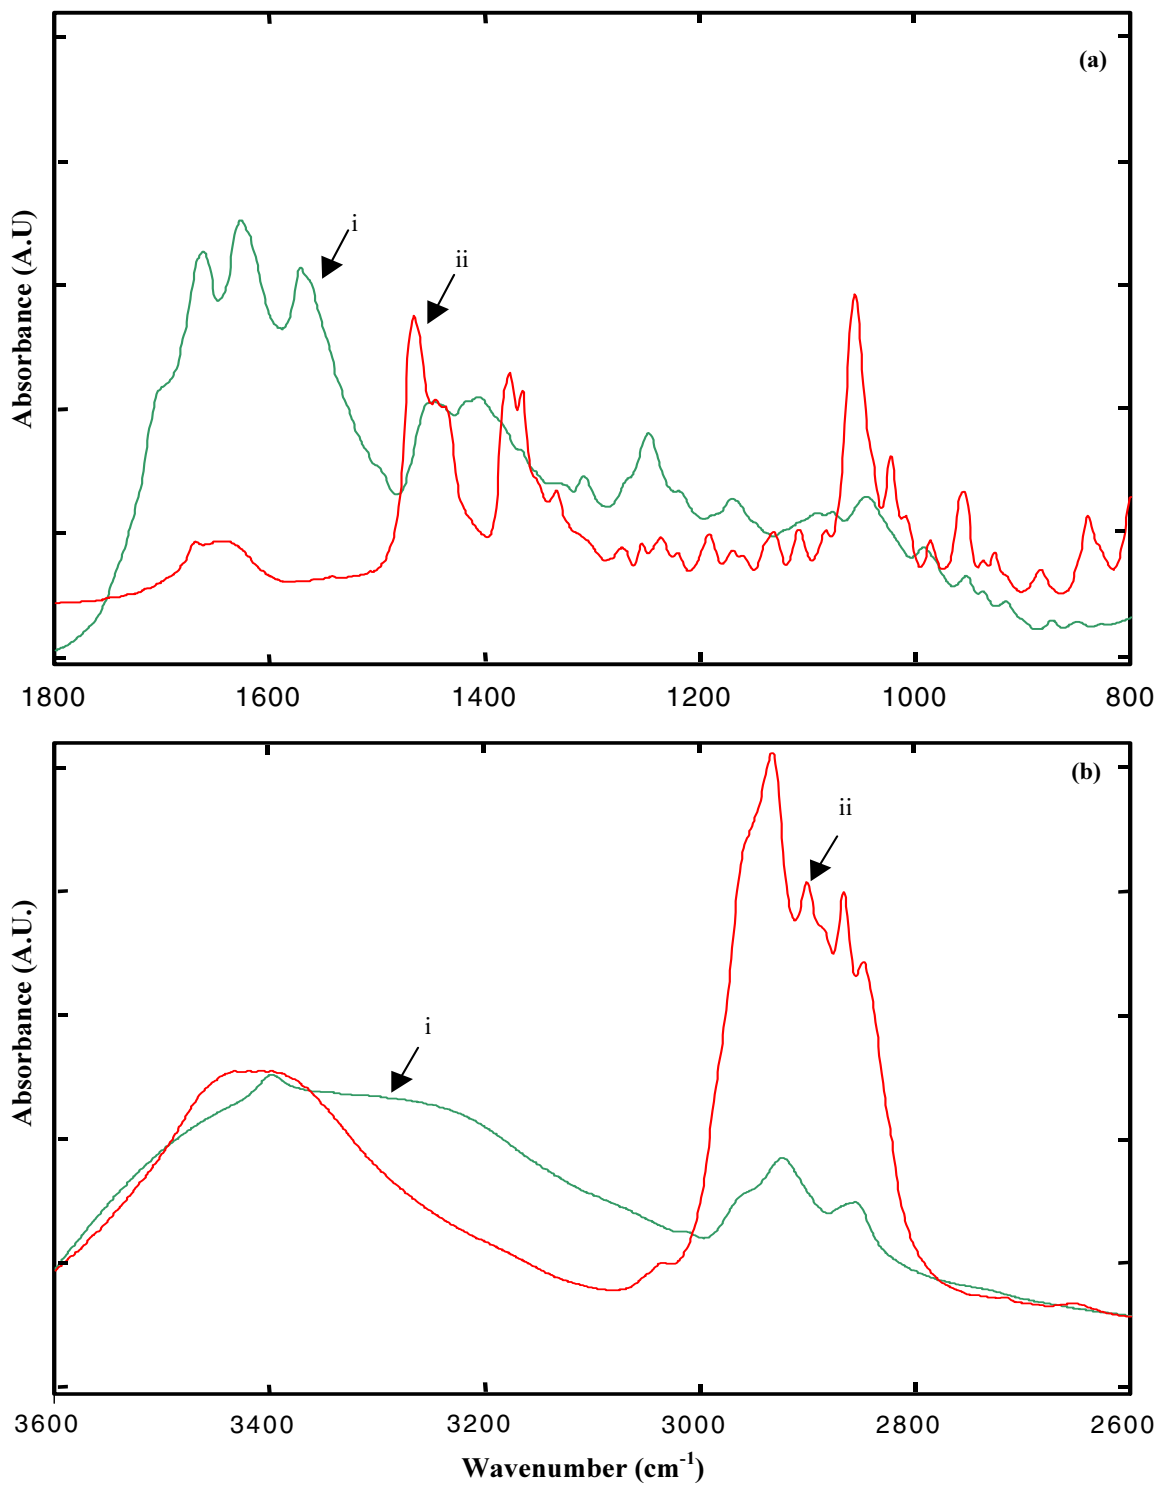 (a)
i
ii
Absorbance (A.U)
1800 1600 1400 1200 1000 800
(b)
ii
i
Absorbance (A.U.)
3600 3400 3200 3000 2800 2600
Wavenumber (cm-1)